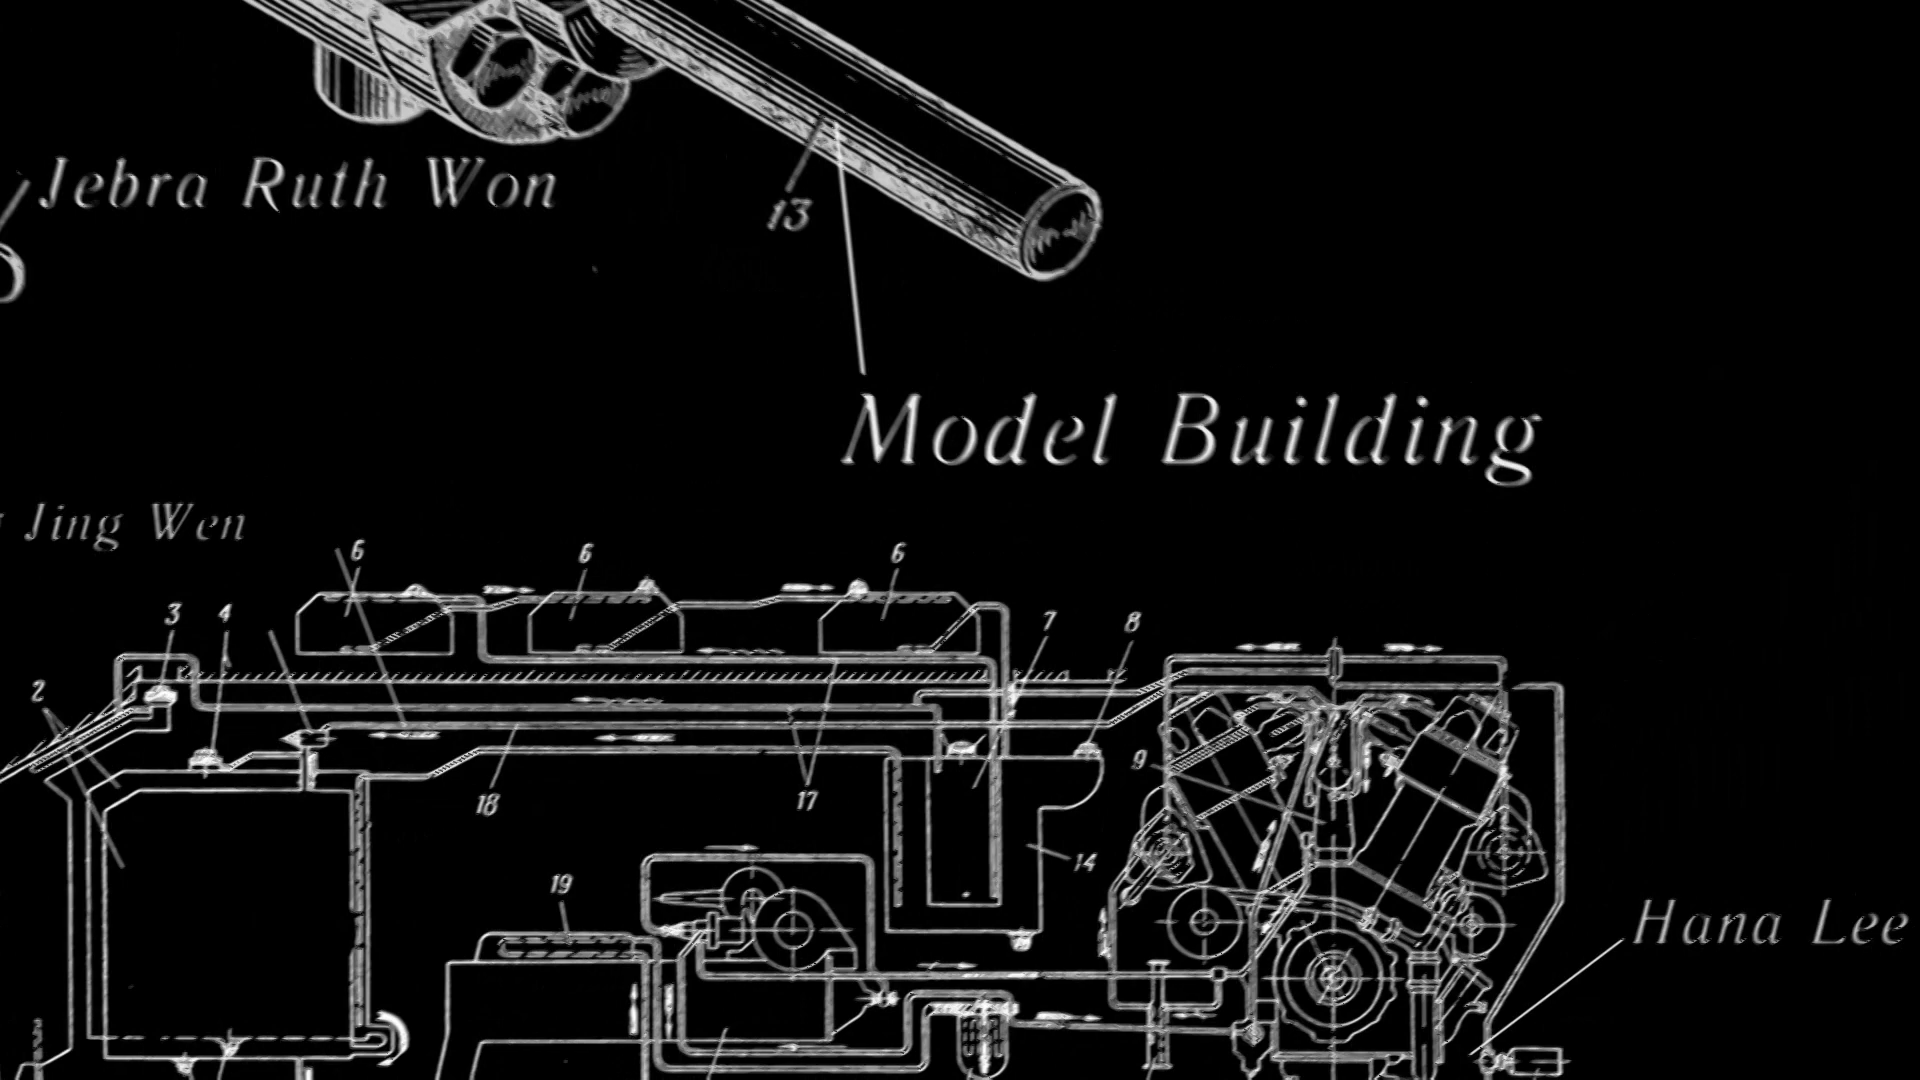 Jebra Ruth Won
13
Model Building
Jing Wen
6 6 6
3 4 7 8
2
9
18 17
14
19
Hana Lee